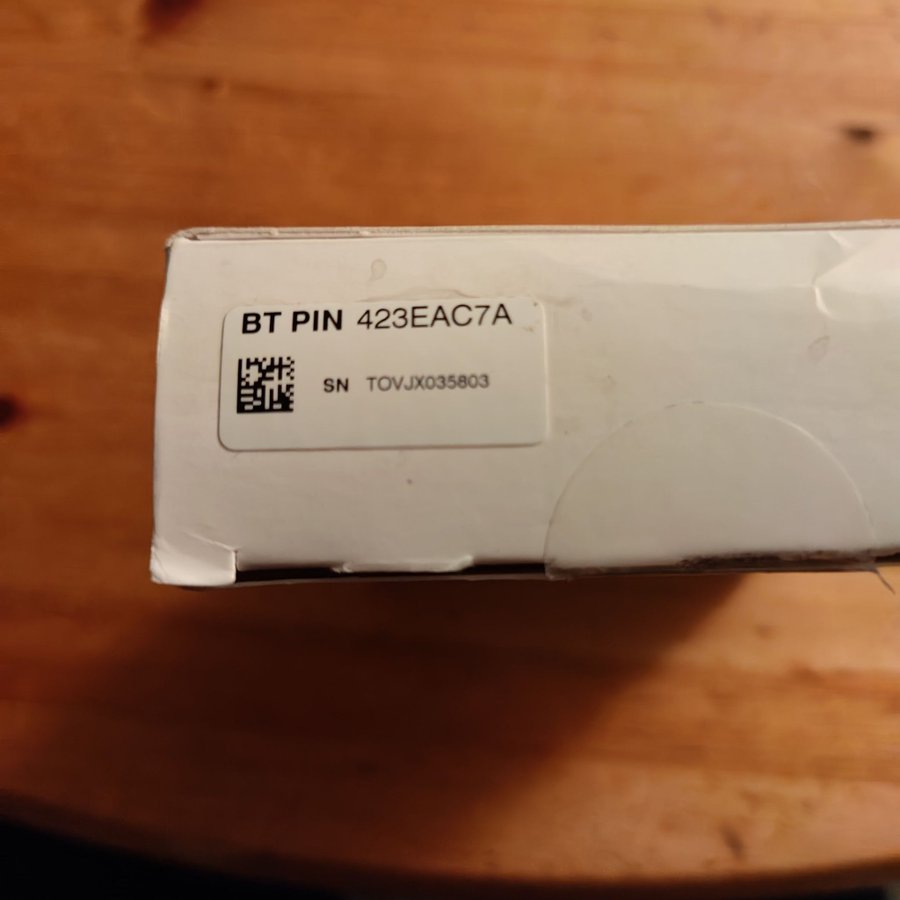 BT PIN 423EAC7A
SN TOVJX035803